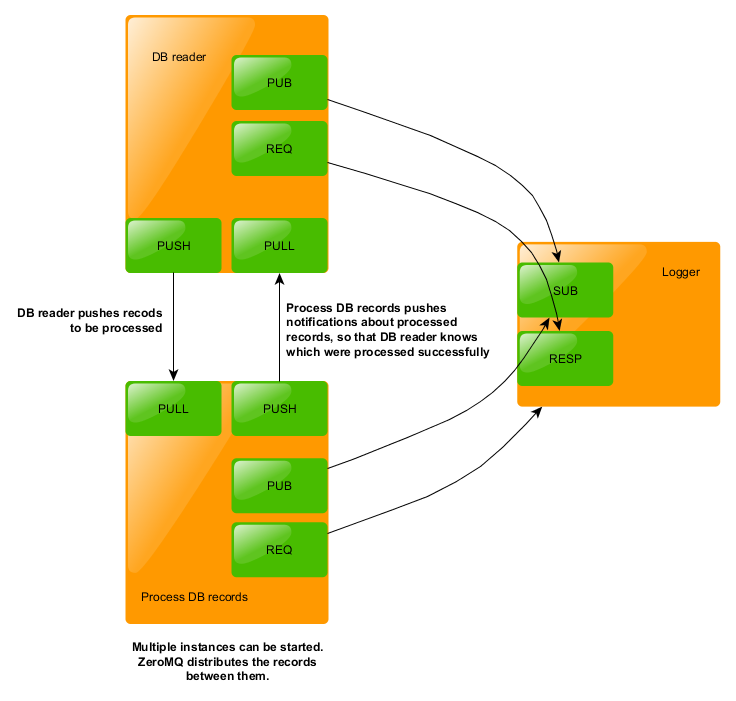 DB reader
PUB
REQ
PUSH
PULL
Logger
SUB
RESP
DB reader pushes recods
to be processed
Process DB records pushes
notifications about processed
records, so that DB reader knows
which were processed successfully
PULL
PUSH
PUB
REQ
Process DB records
Multiple instances can be started.
ZeroMQ distributes the records
between them.